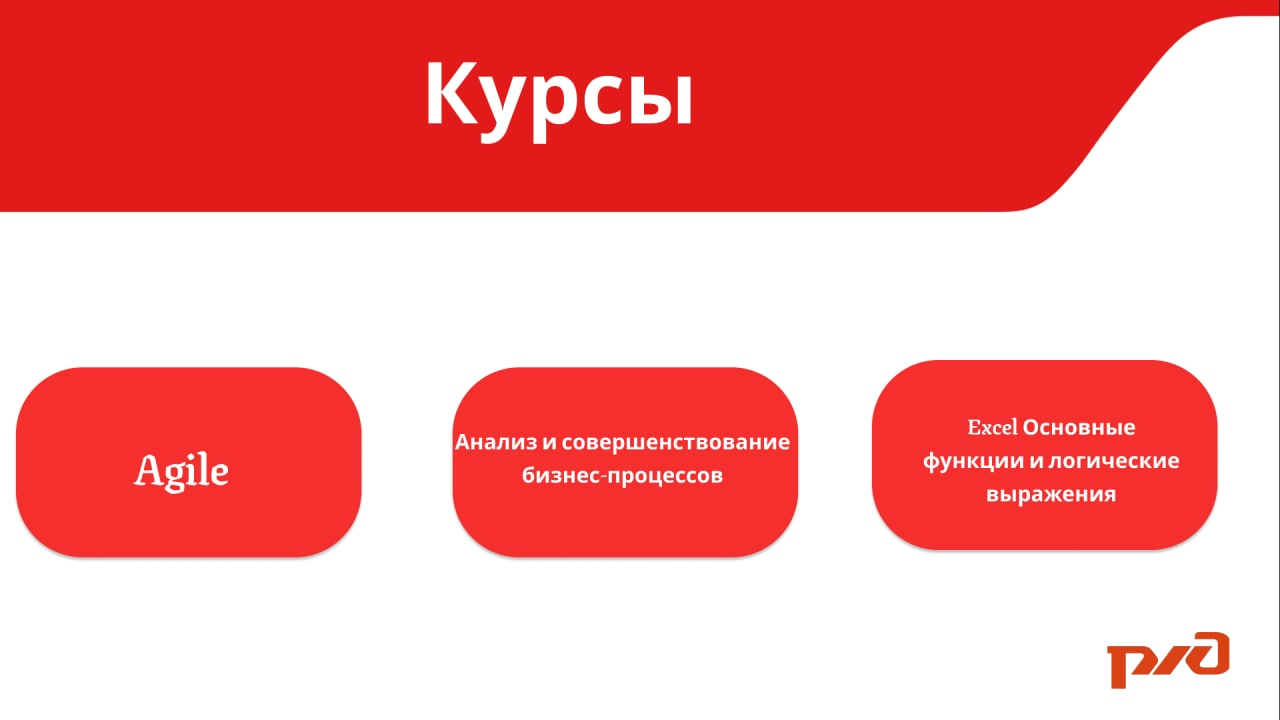 Курсы
Agile
Анализ и совершенствование
бизнес-процессов
Excel Основные
функции и логические
выражения
ржд